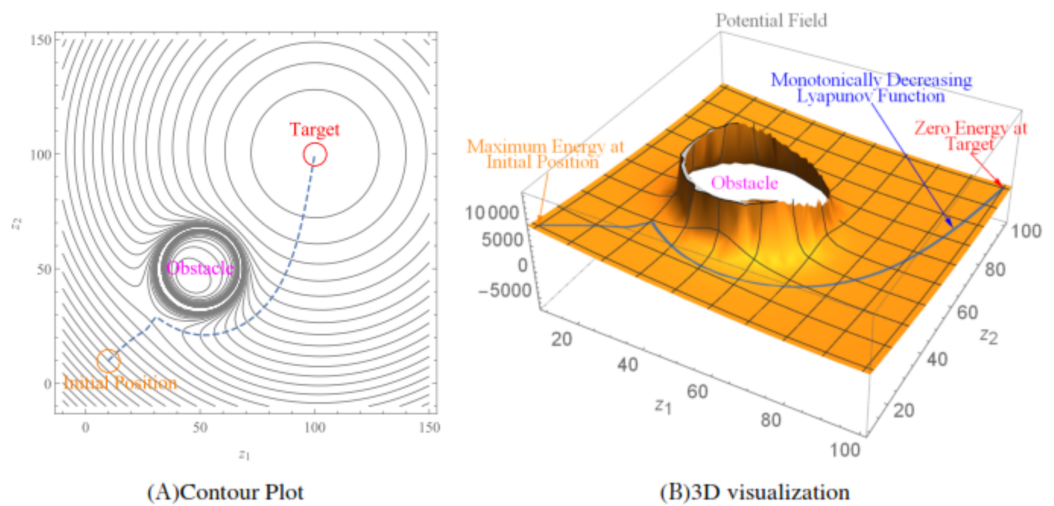 150
100
50
0
z2
0
50
100
150
z1
Target
Obstacle
Initial Position
(A)Contour Plot
Potential Field
Monotonically Decreasing
Lyapunov Function
Zero Energy at
Target
Maximum Energy at
Initial Position
Obstacle
10000
5000
0
−5000
20
40
60
80
100
z1
20
40
60
80
100
z2
(B)3D visualization